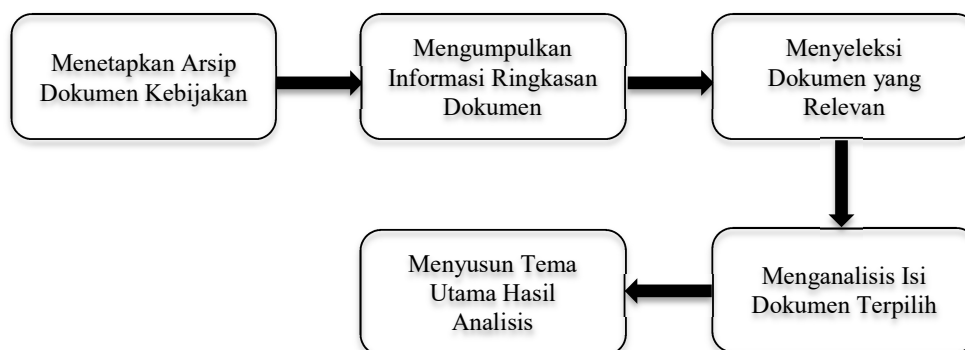 Menetapkan Arsip
Dokumen Kebijakan
Mengumpulkan
Informasi Ringkasan
Dokumen
Menyeleksi
Dokumen yang
Relevan
Menganalisis Isi
Dokumen Terpilih
Menyusun Tema
Utama Hasil
Analisis